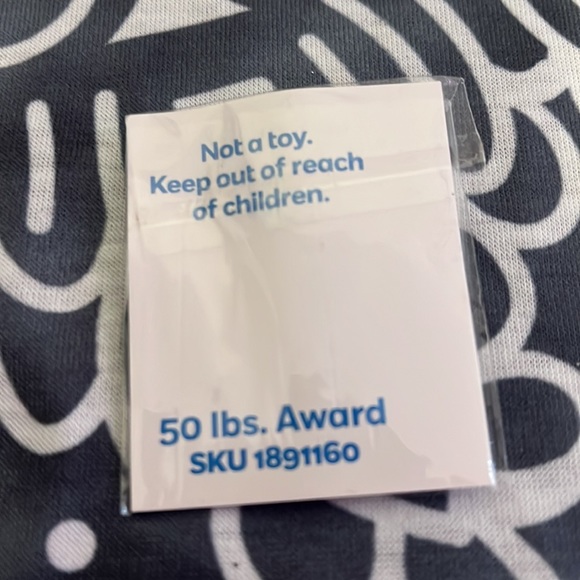 Not a toy.
Keep out of reach
of children.
50 lbs. Award
SKU 1891160